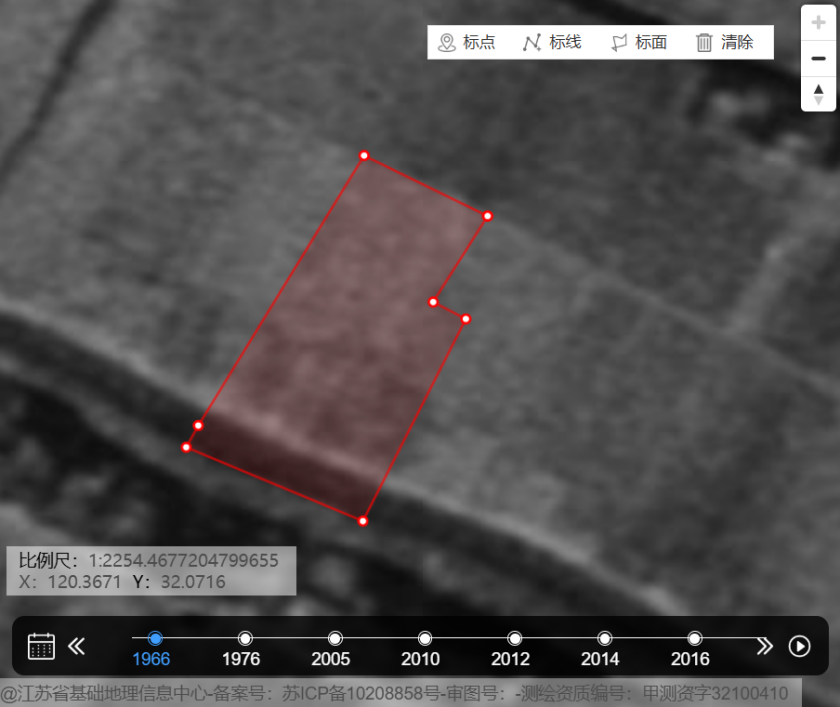 标点 标线 标面 清除
比例尺：1:2254.4677204799655
X：120.3671 Y：32.0716
1966 1976 2005 2010 2012 2014 2016
@江苏省基础地理信息中心-备案号：苏ICP备10208858号-审图号：-测绘资质编号：甲测资字32100410